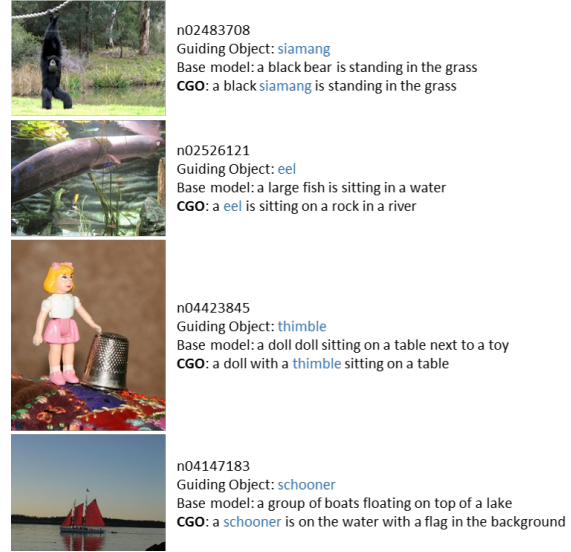 n02483708
Guiding Object: siamang
Base model: a black bear is standing in the grass
CGO: a black siamang is standing in the grass
n02526121
Guiding Object: eel
Base model: a large fish is sitting in a water
CGO: a eel is sitting on a rock in a river
n04423845
Guiding Object: thimble
Base model: a doll doll sitting on a table next to a toy
CGO: a doll with a thimble sitting on a table
n04147183
Guiding Object: schooner
Base model: a group of boats floating on top of a lake
CGO: a schooner is on the water with a flag in the background